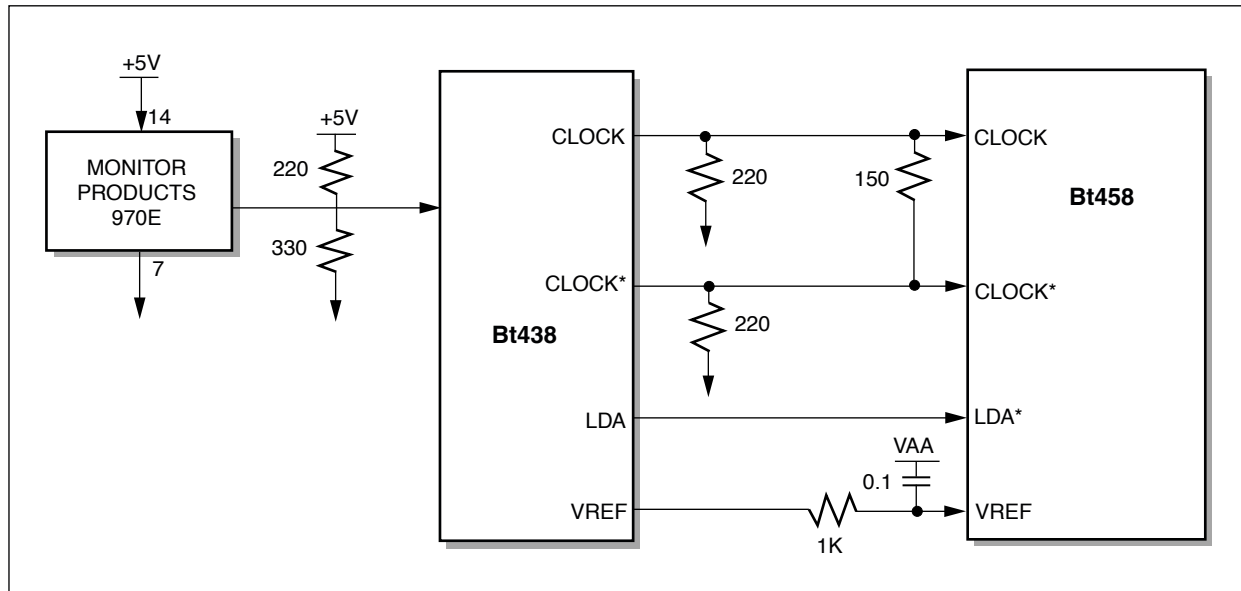 +5V
14
MONITOR
PRODUCTS
970E
7
+5V
220
330
Bt438
CLOCK
CLOCK*
LDA
VREF
220
150
220
VAA
0.1
1K
Bt458
CLOCK
CLOCK*
LDA*
VREF